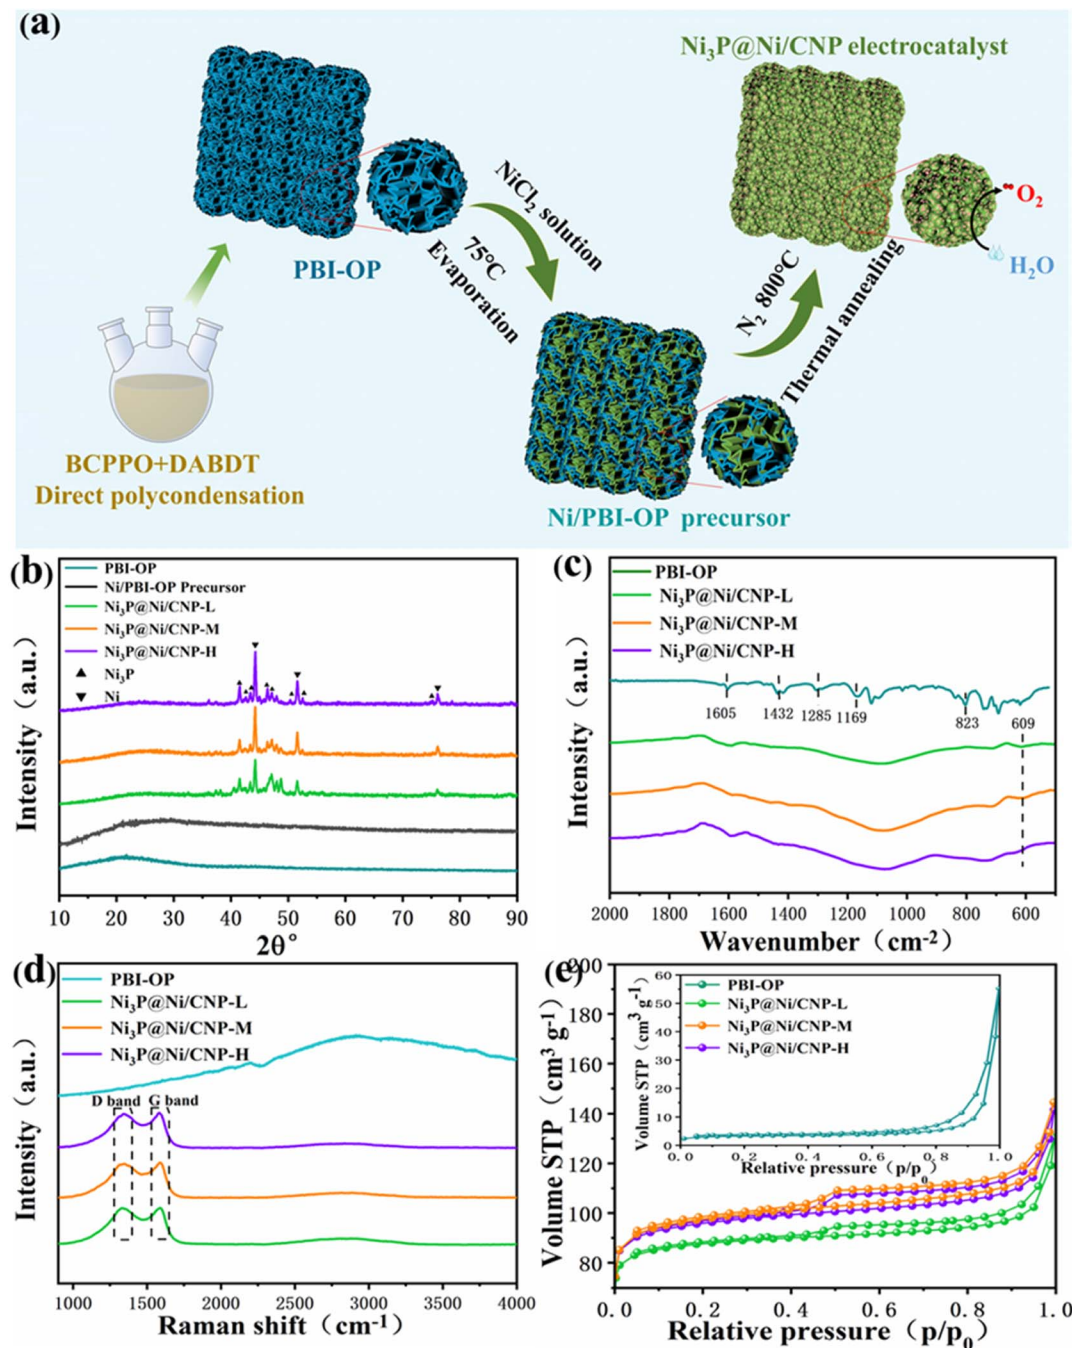 (a)
Ni₃P@Ni/CNP electrocatalyst
PBI-OP
NiCl₂ solution
75℃
Evaporation
N₂ 800℃
Thermal annealing
O₂
H₂O
BCPPO+DABDT
Direct polycondensation
Ni/PBI-OP precursor
(b)
PBI-OP
Ni/PBI-OP Precursor
Ni₃P@Ni/CNP-L
Ni₃P@Ni/CNP-M
Ni₃P@Ni/CNP-H
▲ Ni₃P
▼ Ni
Intensity（a.u.）
10 20 30 40 50 60 70 80 90
2θ°
(c)
PBI-OP
Ni₃P@Ni/CNP-L
Ni₃P@Ni/CNP-M
Ni₃P@Ni/CNP-H
1605 1432 1285 1169 823 609
Intensity（a.u.）
2000 1800 1600 1400 1200 1000 800 600
Wavenumber（cm⁻²）
(d)
PBI-OP
Ni₃P@Ni/CNP-L
Ni₃P@Ni/CNP-M
Ni₃P@Ni/CNP-H
D band G band
Intensity（a.u.）
1000 1500 2000 2500 3000 3500 4000
Raman shift（cm⁻¹）
(e)
200
180
160
140
120
100
80
Volume STP（cm³ g⁻¹）
60
50
40
30
20
10
0
Volume STP（cm³ g⁻¹）
PBI-OP
Ni₃P@Ni/CNP-L
Ni₃P@Ni/CNP-M
Ni₃P@Ni/CNP-H
0.0 0.2 0.4 0.6 0.8 1.0
Relative pressure（p/p₀）
0.0 0.2 0.4 0.6 0.8 1.0
Relative pressure（p/p₀）